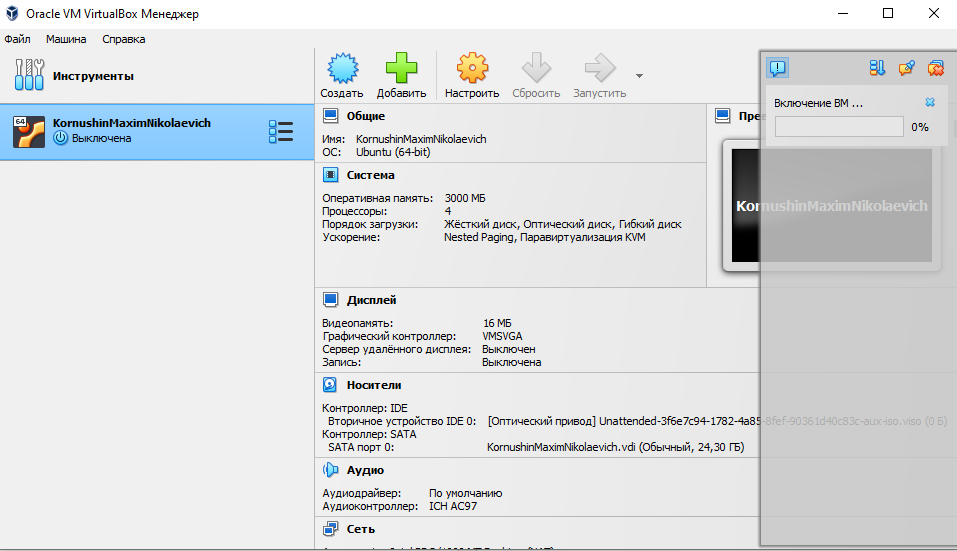 Oracle VM VirtualBox Менеджер
Файл Машина Справка
Инструменты
Создать Добавить Настроить Сбросить Запустить
64
KornushinMaximNikolaevich
Выключена
Общие
Имя: KornushinMaximNikolaevich
ОС: Ubuntu (64-bit)
Система
Оперативная память: 3000 МБ
Процессоры: 4
Порядок загрузки: Жёсткий диск, Оптический диск, Гибкий диск
Ускорение: Nested Paging, Паравиртуализация KVM
Пре
KornushinMaximNikolaevich
Включение ВМ ...
0%
Дисплей
Видеопамять: 16 МБ
Графический контроллер: VMSVGA
Сервер удалённого дисплея: Выключен
Запись: Выключена
Носители
Контроллер: IDE
Вторичное устройство IDE 0: [Оптический привод] Unattended-3f6e7c94-1782-4a85-8fef-90361d40c83c-aux-iso.viso (0 Б)
Контроллер: SATA
SATA порт 0: KornushinMaximNikolaevich.vdi (Обычный, 24,30 ГБ)
Аудио
Аудиодрайвер: По умолчанию
Аудиоконтроллер: ICH AC97
Сеть